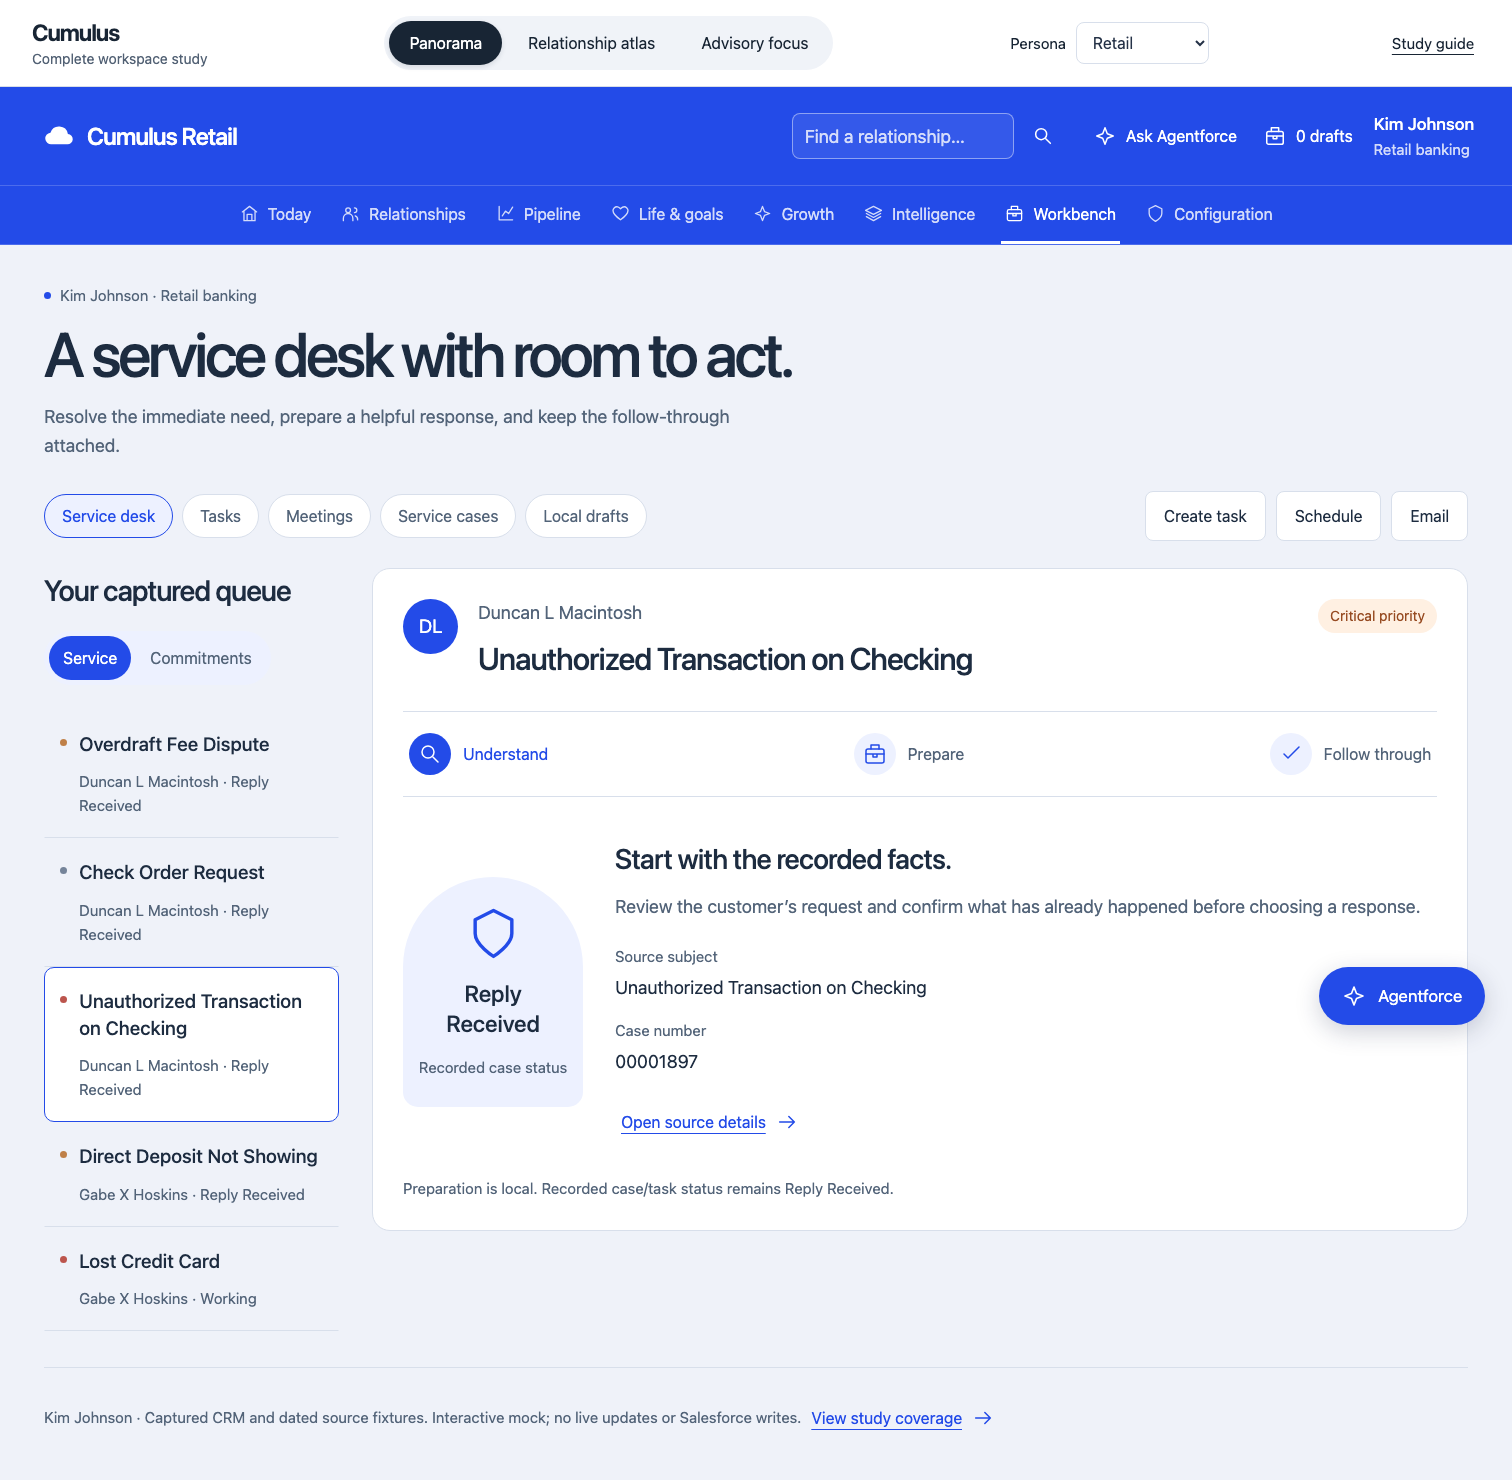 Cumulus
Complete workspace study
Panorama
Relationship atlas
Advisory focus
Persona
Retail
Study guide
Cumulus Retail
Find a relationship...
Ask Agentforce
0 drafts
Kim Johnson
Retail banking
Today
Relationships
Pipeline
Life & goals
Growth
Intelligence
Workbench
Configuration
Kim Johnson · Retail banking
A service desk with room to act.
Resolve the immediate need, prepare a helpful response, and keep the follow-through
attached.
Service desk
Tasks
Meetings
Service cases
Local drafts
Create task
Schedule
Email
Your captured queue
Service
Commitments
Overdraft Fee Dispute
Duncan L Macintosh · Reply
Received
Check Order Request
Duncan L Macintosh · Reply
Received
Unauthorized Transaction
on Checking
Duncan L Macintosh · Reply
Received
Direct Deposit Not Showing
Gabe X Hoskins · Reply Received
Lost Credit Card
Gabe X Hoskins · Working
DL
Duncan L Macintosh
Unauthorized Transaction on Checking
Critical priority
Understand
Prepare
Follow through
Reply
Received
Recorded case status
Start with the recorded facts.
Review the customer’s request and confirm what has already happened before choosing a response.
Source subject
Unauthorized Transaction on Checking
Case number
00001897
Open source details
Agentforce
Preparation is local. Recorded case/task status remains Reply Received.
Kim Johnson · Captured CRM and dated source fixtures. Interactive mock; no live updates or Salesforce writes.
View study coverage